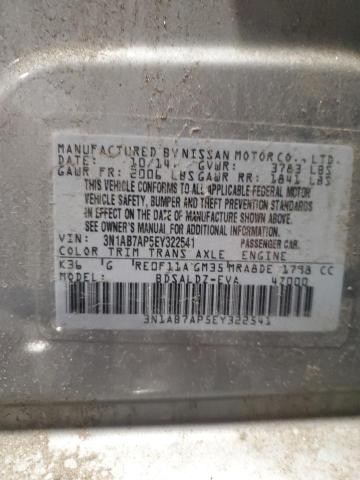 MANUFACTURED BY NISSAN MOTOR CO., LTD.
DATE: 10/14 GVWR: 3783 LBS
GAWR FR: 2006 LBS GAWR RR: 1841 LBS
THIS VEHICLE CONFORMS TO ALL APPLICABLE FEDERAL MOTOR
VEHICLE SAFETY, BUMPER AND THEFT PREVENTION STANDARDS
IN EFFECT ON THE DATE OF MANUFACTURE SHOWN ABOVE.
SEE OWNER'S MANUAL FOR ADDITIONAL INFORMATION.
VIN: 3N1AB7AP5EY322541 PASSENGER CAR
COLOR TRIM TRANS AXLE ENGINE
K36 G RE0F11A GM35 MRA8DE 1798 CC
MODEL: BDSALDZ-EVA 47000
3N1AB7AP5EY322541